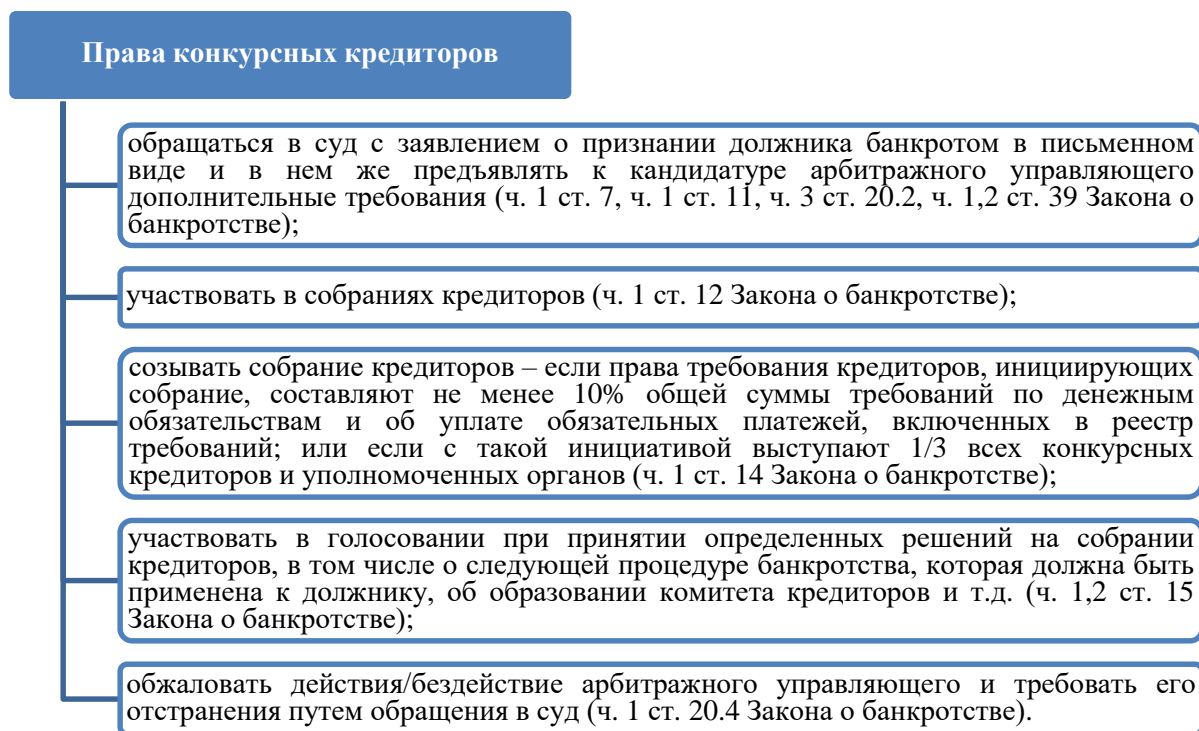 Права конкурсных кредиторов
обращаться в суд с заявлением о признании должника банкротом в письменном
виде и в нем же предъявлять к кандидатуре арбитражного управляющего
дополнительные требования (ч. 1 ст. 7, ч. 1 ст. 11, ч. 3 ст. 20.2, ч. 1,2 ст. 39 Закона о
банкротстве);
участвовать в собраниях кредиторов (ч. 1 ст. 12 Закона о банкротстве);
созывать собрание кредиторов – если права требования кредиторов, инициирующих
собрание, составляют не менее 10% общей суммы требований по денежным
обязательствам и об уплате обязательных платежей, включенных в реестр
требований; или если с такой инициативой выступают 1/3 всех конкурсных
кредиторов и уполномоченных органов (ч. 1 ст. 14 Закона о банкротстве);
участвовать в голосовании при принятии определенных решений на собрании
кредиторов, в том числе о следующей процедуре банкротства, которая должна быть
применена к должнику, об образовании комитета кредиторов и т.д. (ч. 1,2 ст. 15
Закона о банкротстве);
обжаловать действия/бездействие арбитражного управляющего и требовать его
отстранения путем обращения в суд (ч. 1 ст. 20.4 Закона о банкротстве).